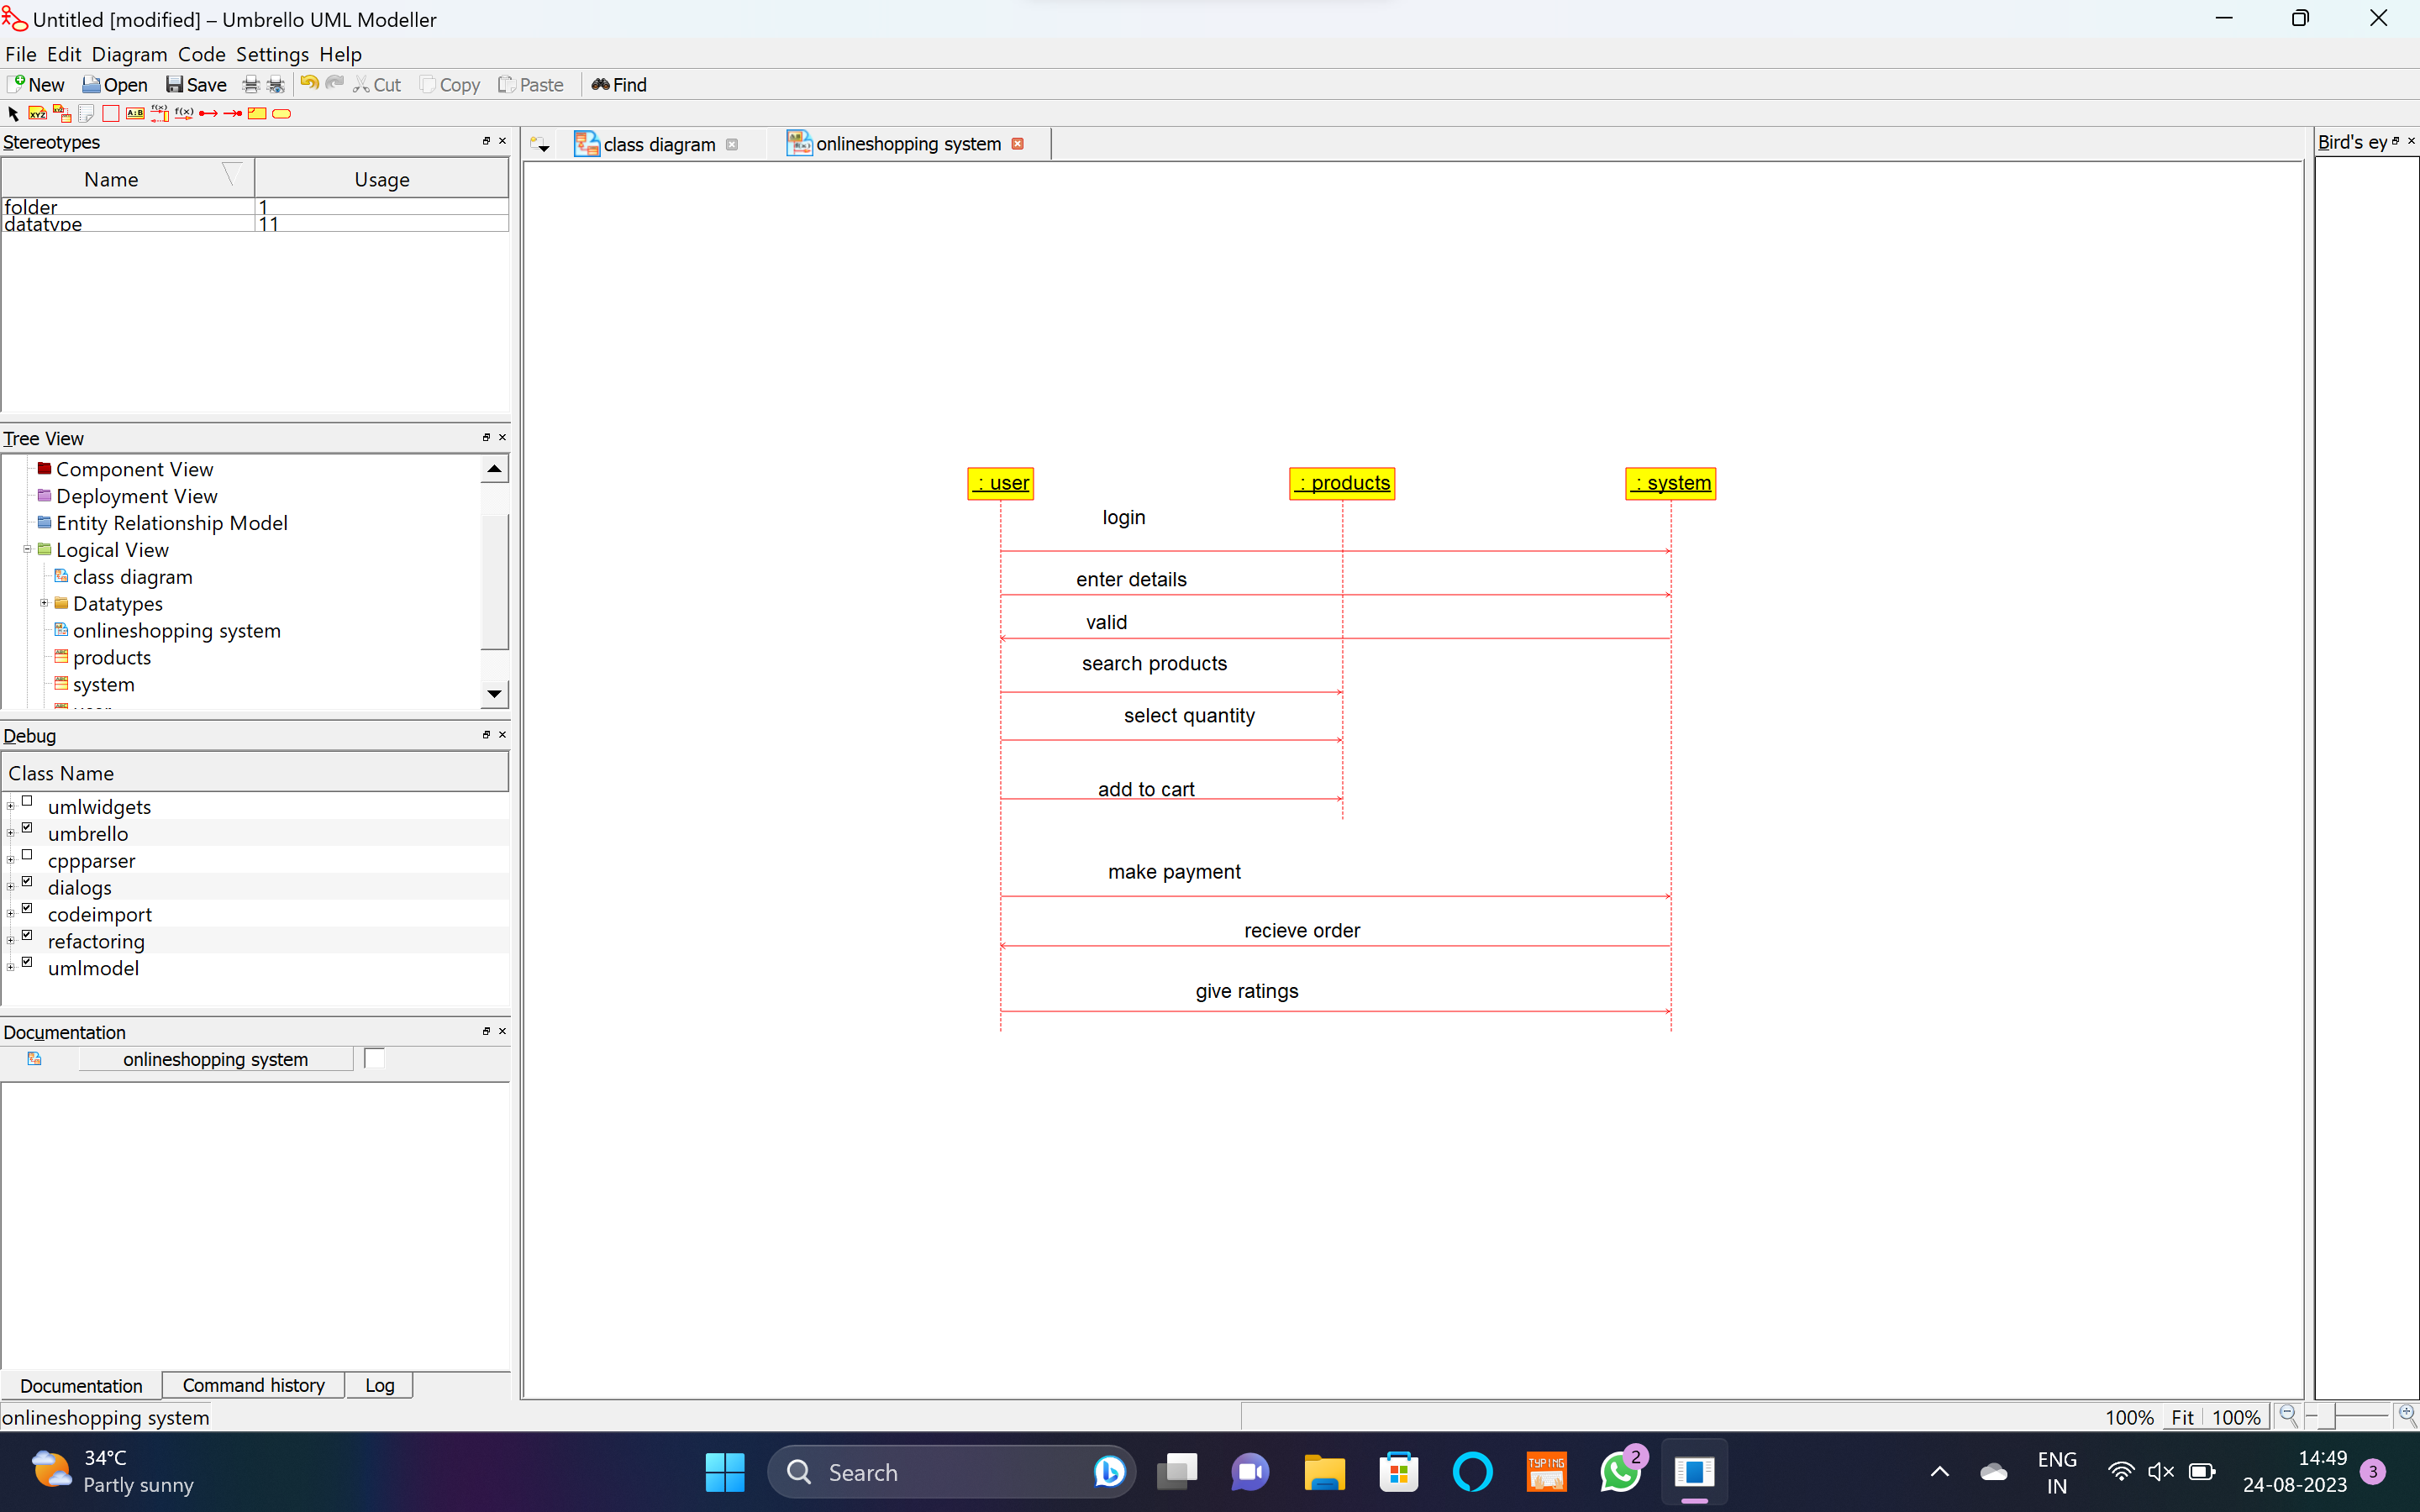 Untitled [modified] – Umbrello UML Modeller
File Edit Diagram Code Settings Help
New Open Save Cut Copy Paste Find
Stereotypes
Name Usage
folder 1
datatype 11
Tree View
Component View
Deployment View
Entity Relationship Model
Logical View
class diagram
Datatypes
onlineshopping system
products
system
Debug
Class Name
umlwidgets
umbrello
cppparser
dialogs
codeimport
refactoring
umlmodel
Documentation
onlineshopping system
Documentation Command history Log
class diagram onlineshopping system
: user : products : system
login
enter details
valid
search products
select quantity
add to cart
make payment
recieve order
give ratings
Bird's ey
onlineshopping system
100% Fit 100%
34°C
Partly sunny
Search
TYPING
2
ENG
IN
14:49
24-08-2023
3